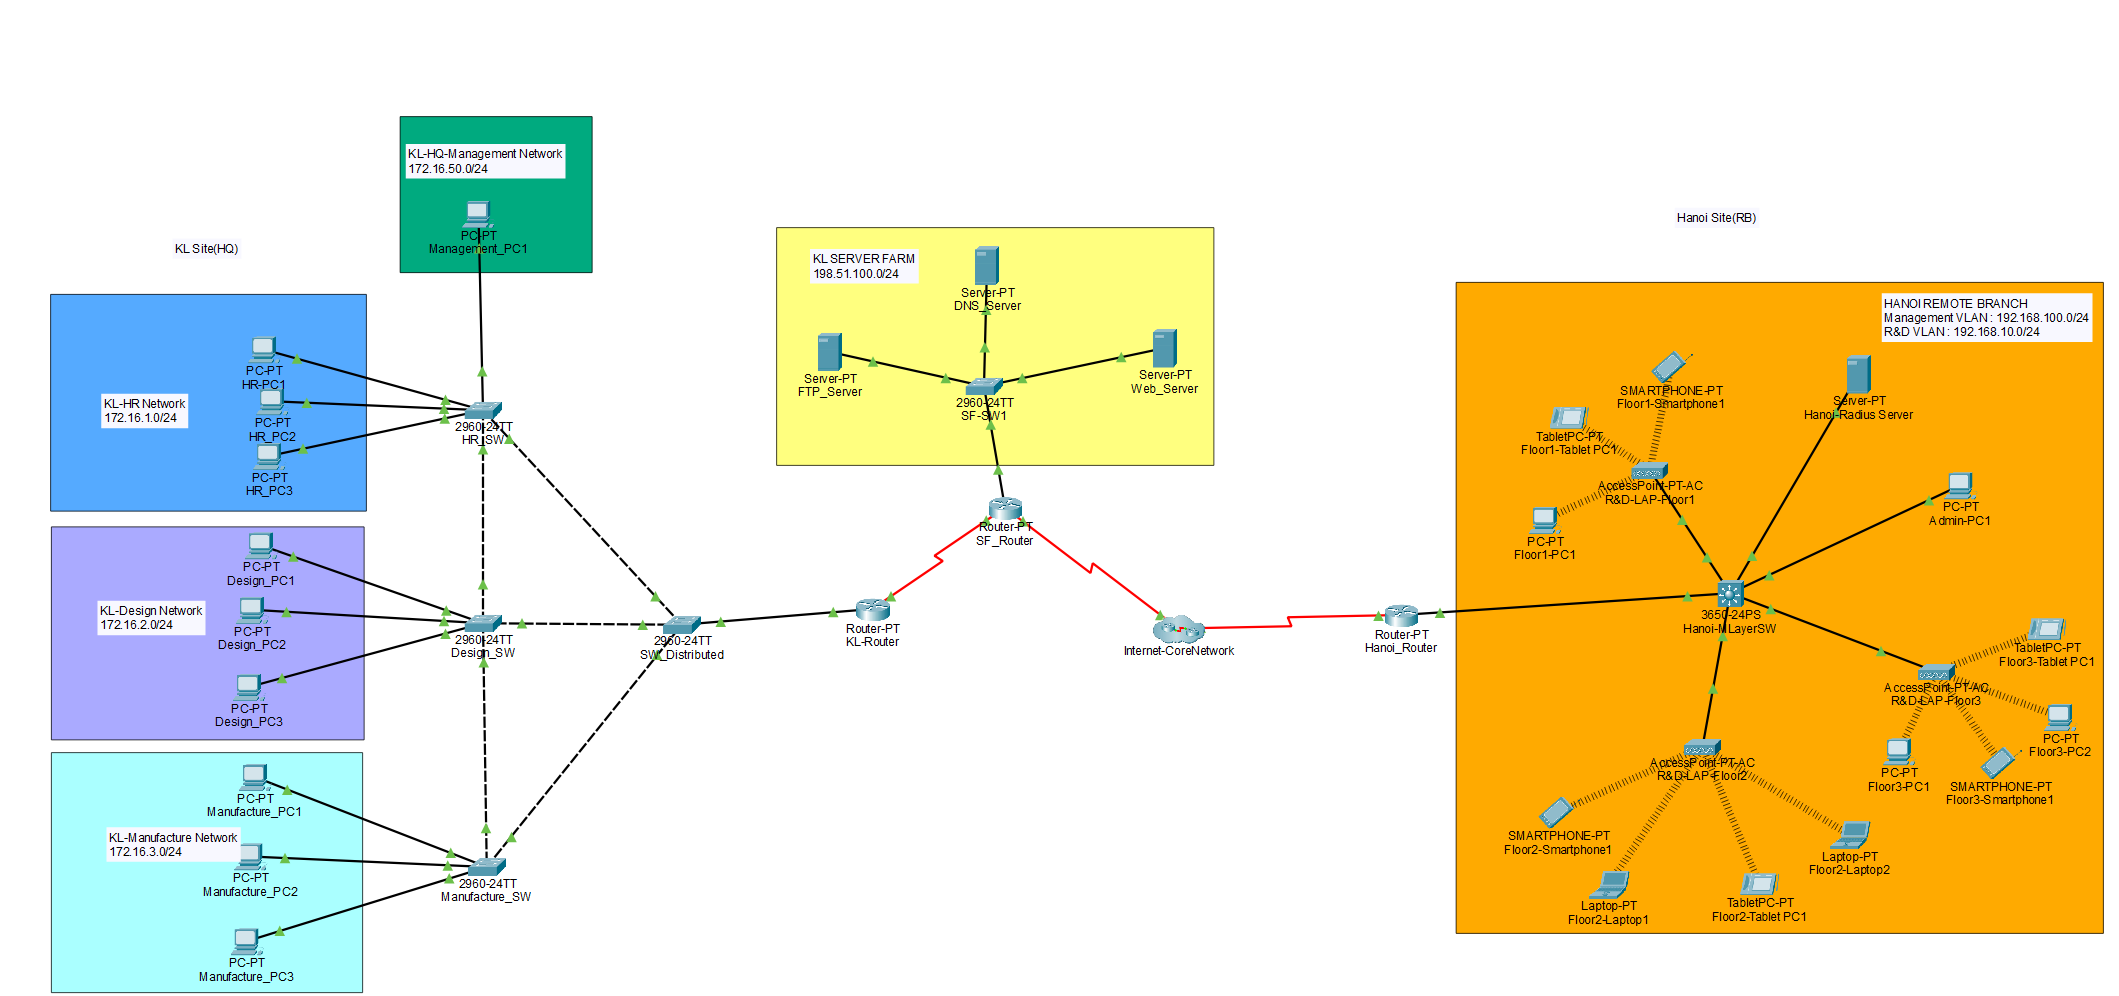 KL Site(HQ)
KL-HQ-Management Network
172.16.50.0/24
PC-PT
Management_PC1
KL-HR Network
172.16.1.0/24
PC-PT
HR-PC1
PC-PT
HR_PC2
PC-PT
HR_PC3
2960-24TT
HR_SW
KL-Design Network
172.16.2.0/24
PC-PT
Design_PC1
PC-PT
Design_PC2
PC-PT
Design_PC3
2960-24TT
Design_SW
KL-Manufacture Network
172.16.3.0/24
PC-PT
Manufacture_PC1
PC-PT
Manufacture_PC2
PC-PT
Manufacture_PC3
2960-24TT
Manufacture_SW
2960-24TT
SW_Distributed
Router-PT
KL-Router
KL SERVER FARM
198.51.100.0/24
Server-PT
DNS_Server
Server-PT
FTP_Server
Server-PT
Web_Server
2960-24TT
SF-SW1
Router-PT
SF_Router
Internet-CoreNetwork
Router-PT
Hanoi_Router
Hanoi Site(RB)
HANOI REMOTE BRANCH
Management VLAN : 192.168.100.0/24
R&D VLAN : 192.168.10.0/24
SMARTPHONE-PT
Floor1-Smartphone1
TabletPC-PT
Floor1-Tablet PC1
AccessPoint-PT-AC
R&D-LAP-Floor1
PC-PT
Floor1-PC1
Server-PT
Hanoi-Radius Server
PC-PT
Admin-PC1
3650-24PS
Hanoi-MLayerSW
TabletPC-PT
Floor3-Tablet PC1
AccessPoint-PT-AC
R&D-LAP-Floor3
PC-PT
Floor3-PC2
PC-PT
Floor3-PC1
SMARTPHONE-PT
Floor3-Smartphone1
AccessPoint-PT-AC
R&D-LAP-Floor2
SMARTPHONE-PT
Floor2-Smartphone1
Laptop-PT
Floor2-Laptop2
Laptop-PT
Floor2-Laptop1
TabletPC-PT
Floor2-Tablet PC1